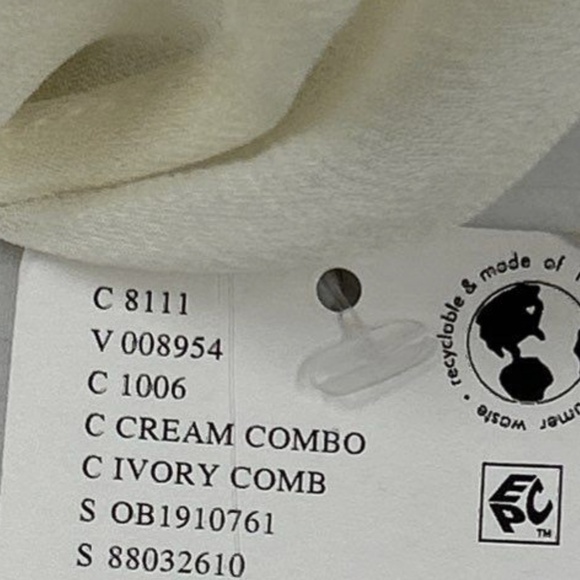 C 8111
V 008954
C 1006
C CREAM COMBO
C IVORY COMB
S OB1910761
S 88032610
recyclable & made of
umer waste •
EPC
TM